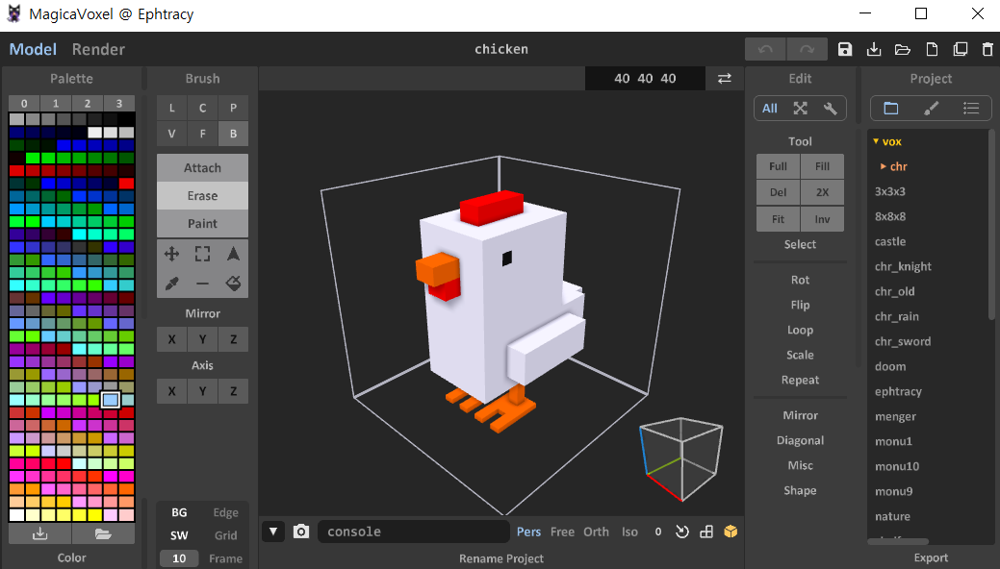 MagicaVoxel @ Ephtracy
Model Render
chicken
Palette
0 1 2 3
Color
Brush
L C P
V F B
Attach
Erase
Paint
Mirror
X Y Z
Axis
X Y Z
BG Edge
SW Grid
10 Frame
40 40 40
console
Pers Free Orth Iso 0
Rename Project
Edit
All
Tool
Full Fill
Del 2X
Fit Inv
Select
Rot
Flip
Loop
Scale
Repeat
Mirror
Diagonal
Misc
Shape
Project
vox
chr
3x3x3
8x8x8
castle
chr_knight
chr_old
chr_rain
chr_sword
doom
ephtracy
menger
monu1
monu10
monu9
nature
Export